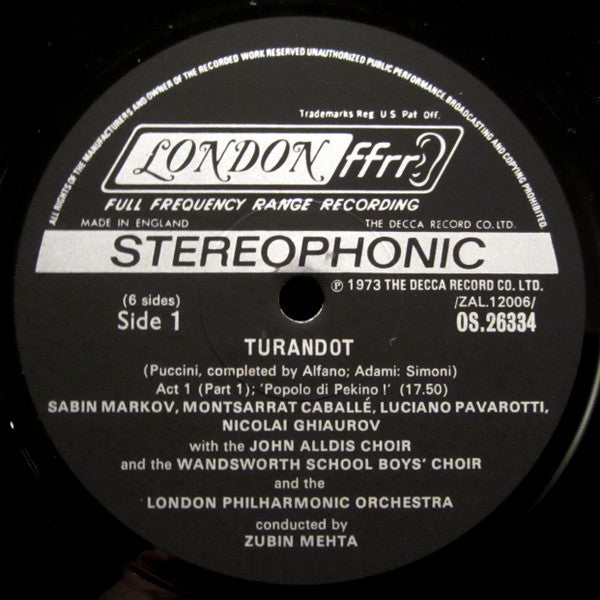 ALL RIGHTS OF THE MANUFACTURERS AND OWNER OF THE RECORDED WORK RESERVED UNAUTHORIZED PUBLIC PERFORMANCE BROADCASTING AND COPYING PROHIBITED.
Trademarks Reg U S Pat Off.
LONDON ffrr
FULL FREQUENCY RANGE RECORDING
MADE IN ENGLAND THE DECCA RECORD CO. LTD.
STEREOPHONIC
℗ 1973 THE DECCA RECORD CO. LTD.
(6 sides) /ZAL.12006/
Side 1 OS.26334
TURANDOT
(Puccini, completed by Alfano; Adami: Simoni)
Act 1 (Part 1); 'Popolo di Pekino !' (17.50)
SABIN MARKOV, MONTSARRAT CABALLÉ, LUCIANO PAVAROTTI,
NICOLAI GHIAUROV
with the JOHN ALLDIS CHOIR
and the WANDSWORTH SCHOOL BOYS' CHOIR
and the
LONDON PHILHARMONIC ORCHESTRA
conducted by
ZUBIN MEHTA